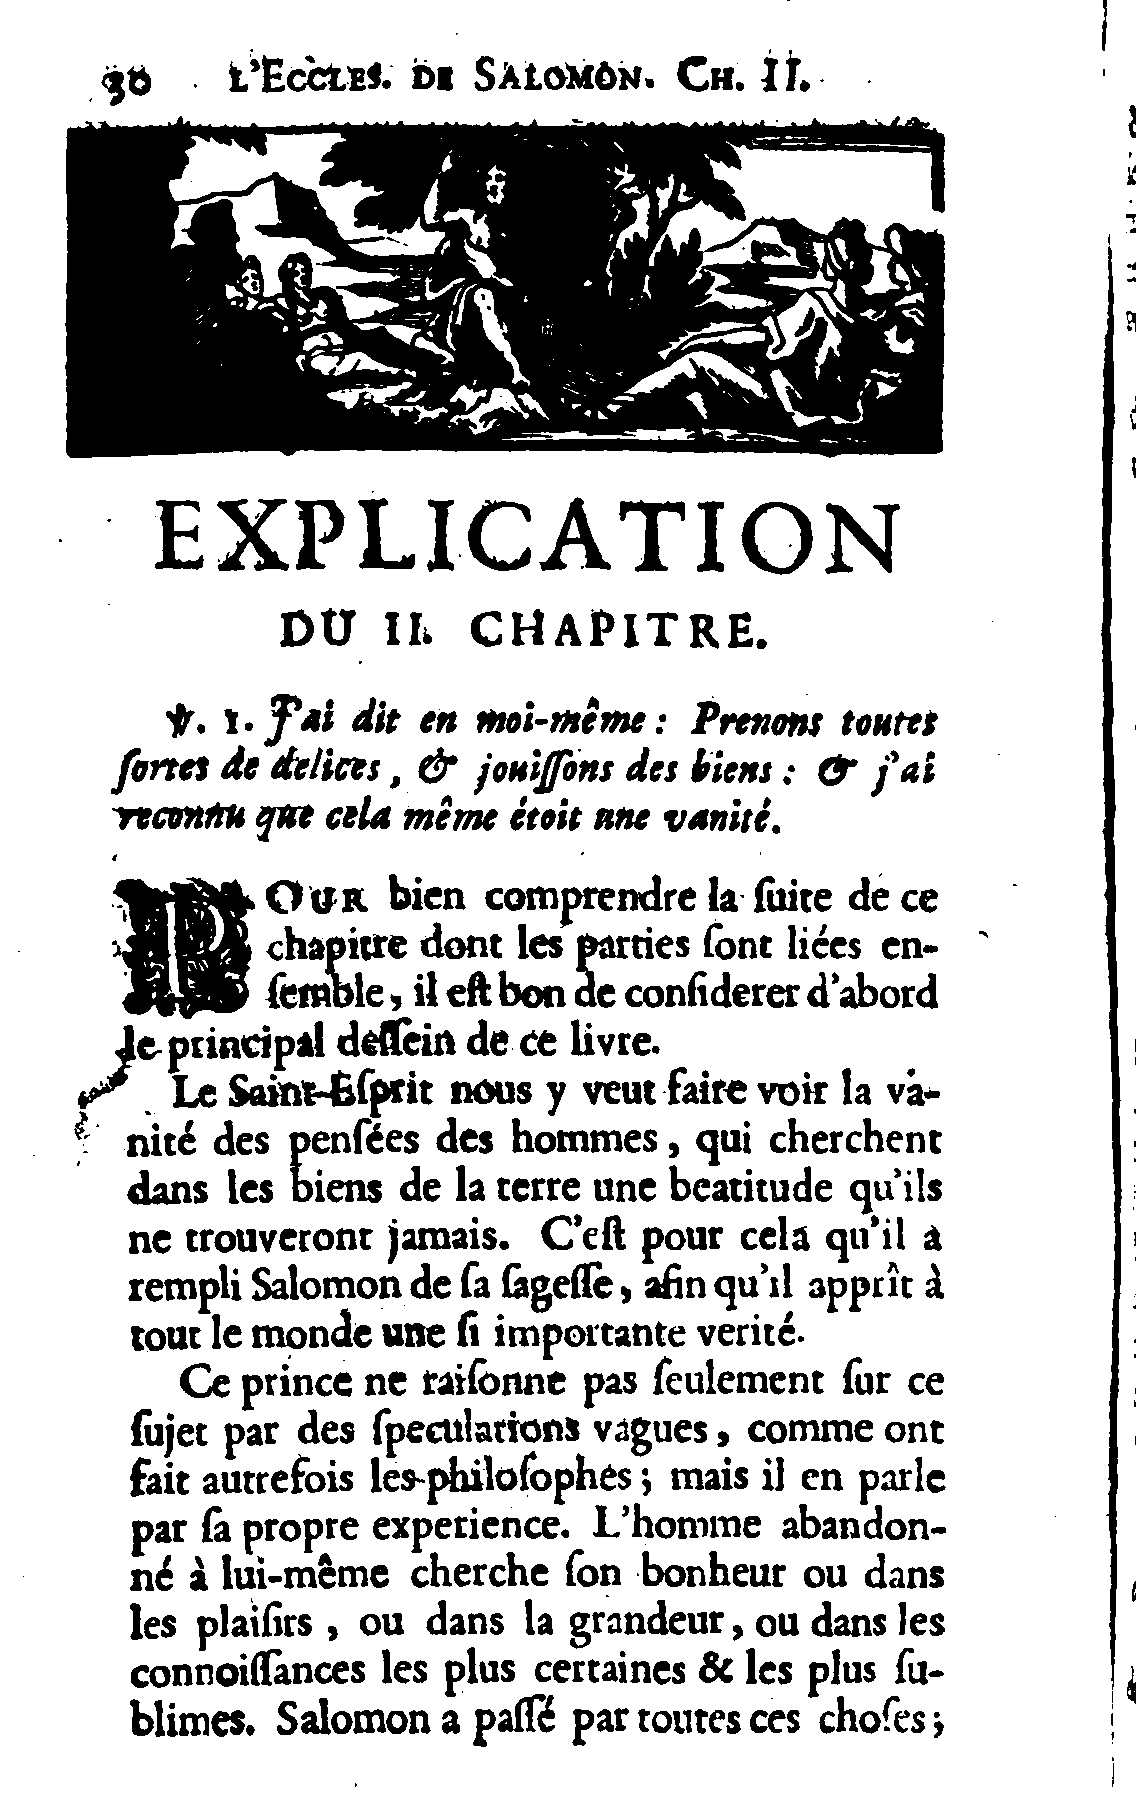 30 L'ECCLES. DE SALOMON. CH. II.
EXPLICATION
DU II. CHAPITRE.
℣. 1. J'ai dit en moi-même : Prenons toutes
ſortes de delices, & jouiſſons des biens : & j'ai
reconnu que cela même étoit une vanité.
POUR bien comprendre la ſuite de ce
chapitre dont les parties ſont liées en-
ſemble, il eſt bon de conſiderer d'abord
le principal deſſein de ce livre.
Le Saint-Eſprit nous y veut faire voir la va-
nité des penſées des hommes, qui cherchent
dans les biens de la terre une beatitude qu'ils
ne trouveront jamais. C'eſt pour cela qu'il a
rempli Salomon de ſa ſageſſe, afin qu'il apprît à
tout le monde une ſi importante verité.
Ce prince ne raiſonne pas ſeulement ſur ce
ſujet par des ſpeculations vagues, comme ont
fait autrefois les philoſophes ; mais il en parle
par ſa propre experience. L'homme abandon-
né à lui-même cherche ſon bonheur ou dans
les plaiſirs, ou dans la grandeur, ou dans les
connoiſſances les plus certaines & les plus ſu-
blimes. Salomon a paſſé par toutes ces choſes ;